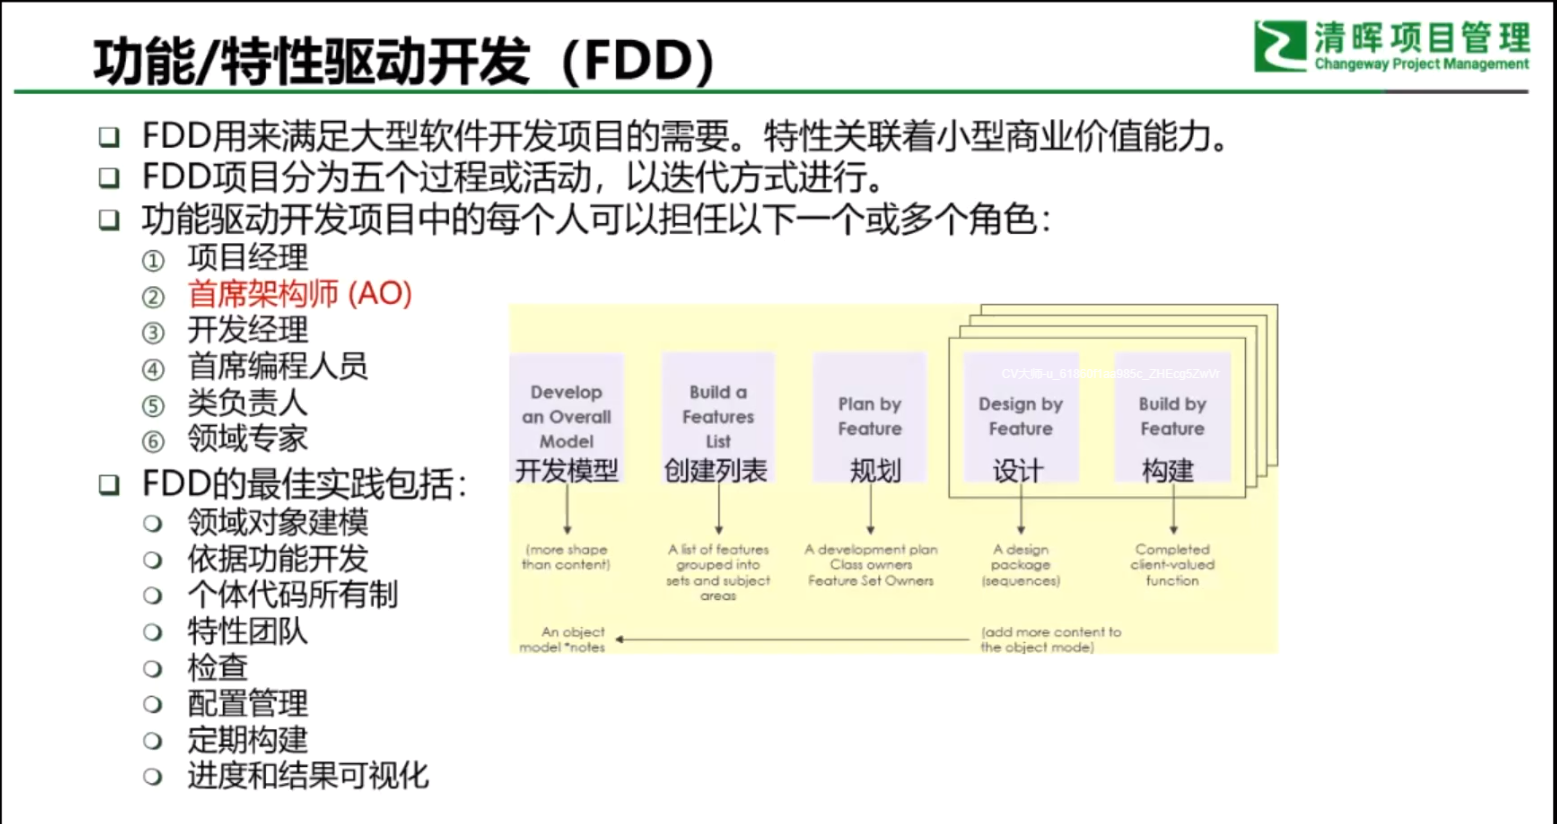 功能/特性驱动开发（FDD）
清晖项目管理
Changeway Project Management
❑ FDD用来满足大型软件开发项目的需要。特性关联着小型商业价值能力。
❑ FDD项目分为五个过程或活动，以迭代方式进行。
❑ 功能驱动开发项目中的每个人可以担任以下一个或多个角色：
① 项目经理
② 首席架构师 (AO)
③ 开发经理
④ 首席编程人员
⑤ 类负责人
⑥ 领域专家
❑ FDD的最佳实践包括：
❍ 领域对象建模
❍ 依据功能开发
❍ 个体代码所有制
❍ 特性团队
❍ 检查
❍ 配置管理
❍ 定期构建
❍ 进度和结果可视化
Develop
an Overall
Model
开发模型
Build a
Features
List
创建列表
Plan by
Feature
规划
Design by
Feature
设计
Build by
Feature
构建
(more shape
than content)
A list of features
grouped into
sets and subject
areas
A development plan
Class owners
Feature Set Owners
A design
package
(sequences)
Completed
client-valued
function
An object
model *notes
(add more content to
the object mode)